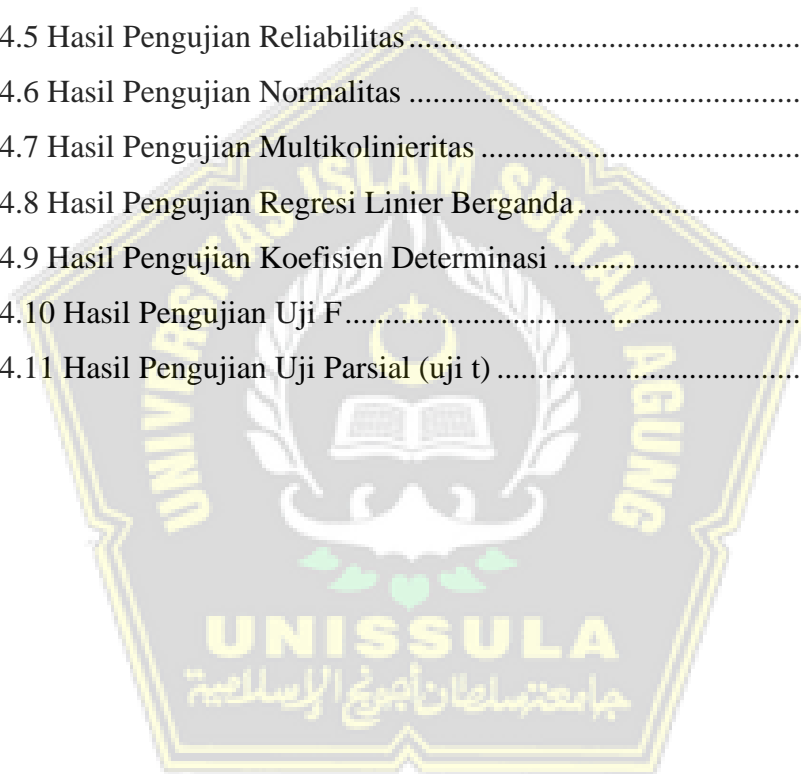 4.5 Hasil Pengujian Reliabilitas....................................................
4.6 Hasil Pengujian Normalitas ....................................................
4.7 Hasil Pengujian Multikolinieritas ..........................................
4.8 Hasil Pengujian Regresi Linier Berganda..............................
4.9 Hasil Pengujian Koefisien Determinasi .................................
4.10 Hasil Pengujian Uji F...........................................................
4.11 Hasil Pengujian Uji Parsial (uji t) ........................................
UNIVERSITAS ISLAM SULTAN AGUNG
UNISSULA
جامعتسلطان أجونج الإسلامية